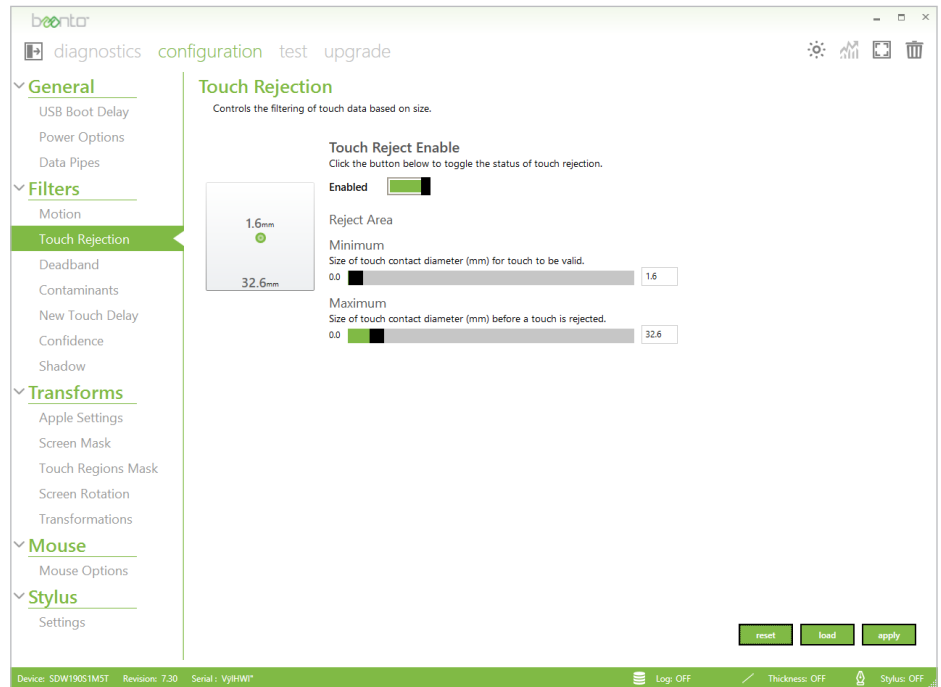 baanto
diagnostics configuration test upgrade
General
USB Boot Delay
Power Options
Data Pipes
Filters
Motion
Touch Rejection
Deadband
Contaminants
New Touch Delay
Confidence
Shadow
Transforms
Apple Settings
Screen Mask
Touch Regions Mask
Screen Rotation
Transformations
Mouse
Mouse Options
Stylus
Settings
Touch Rejection
Controls the filtering of touch data based on size.
Touch Reject Enable
Click the button below to toggle the status of touch rejection.
Enabled
1.6mm
32.6mm
Reject Area
Minimum
Size of touch contact diameter (mm) for touch to be valid.
0.0 1.6
Maximum
Size of touch contact diameter (mm) before a touch is rejected.
0.0 32.6
reset load apply
Device: SDW190S1M5T Revision: 7.30 Serial : VÿIHWI" Log: OFF Thickness: OFF Stylus: OFF